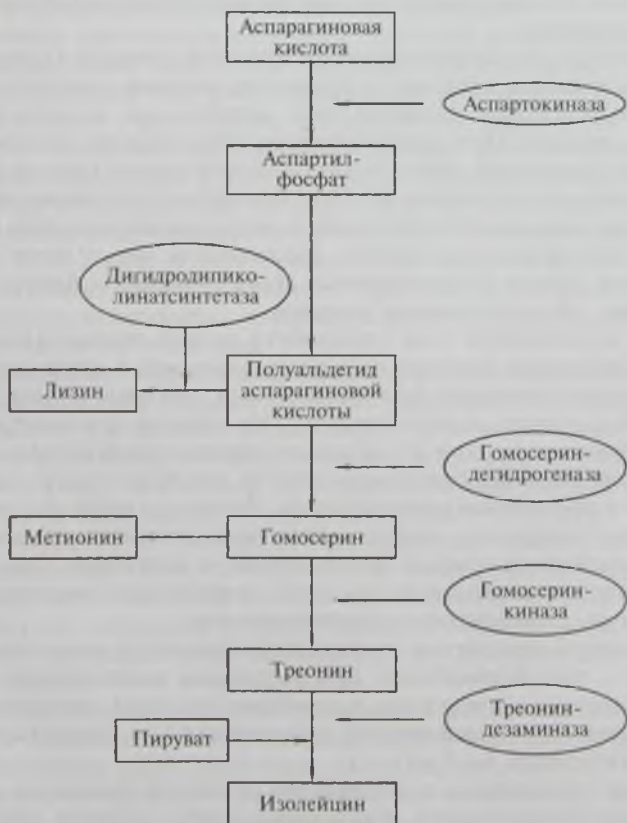 Аспарагиновая
кислота
Аспартокиназа
Аспартил-
фосфат
Дигидродипико-
линатсинтетаза
Лизин
Полуальдегид
аспарагиновой
кислоты
Гомосерин-
дегидрогеназа
Метионин
Гомосерин
Гомосерин-
киназа
Треонин
Треонин-
дезаминаза
Пируват
Изолейцин